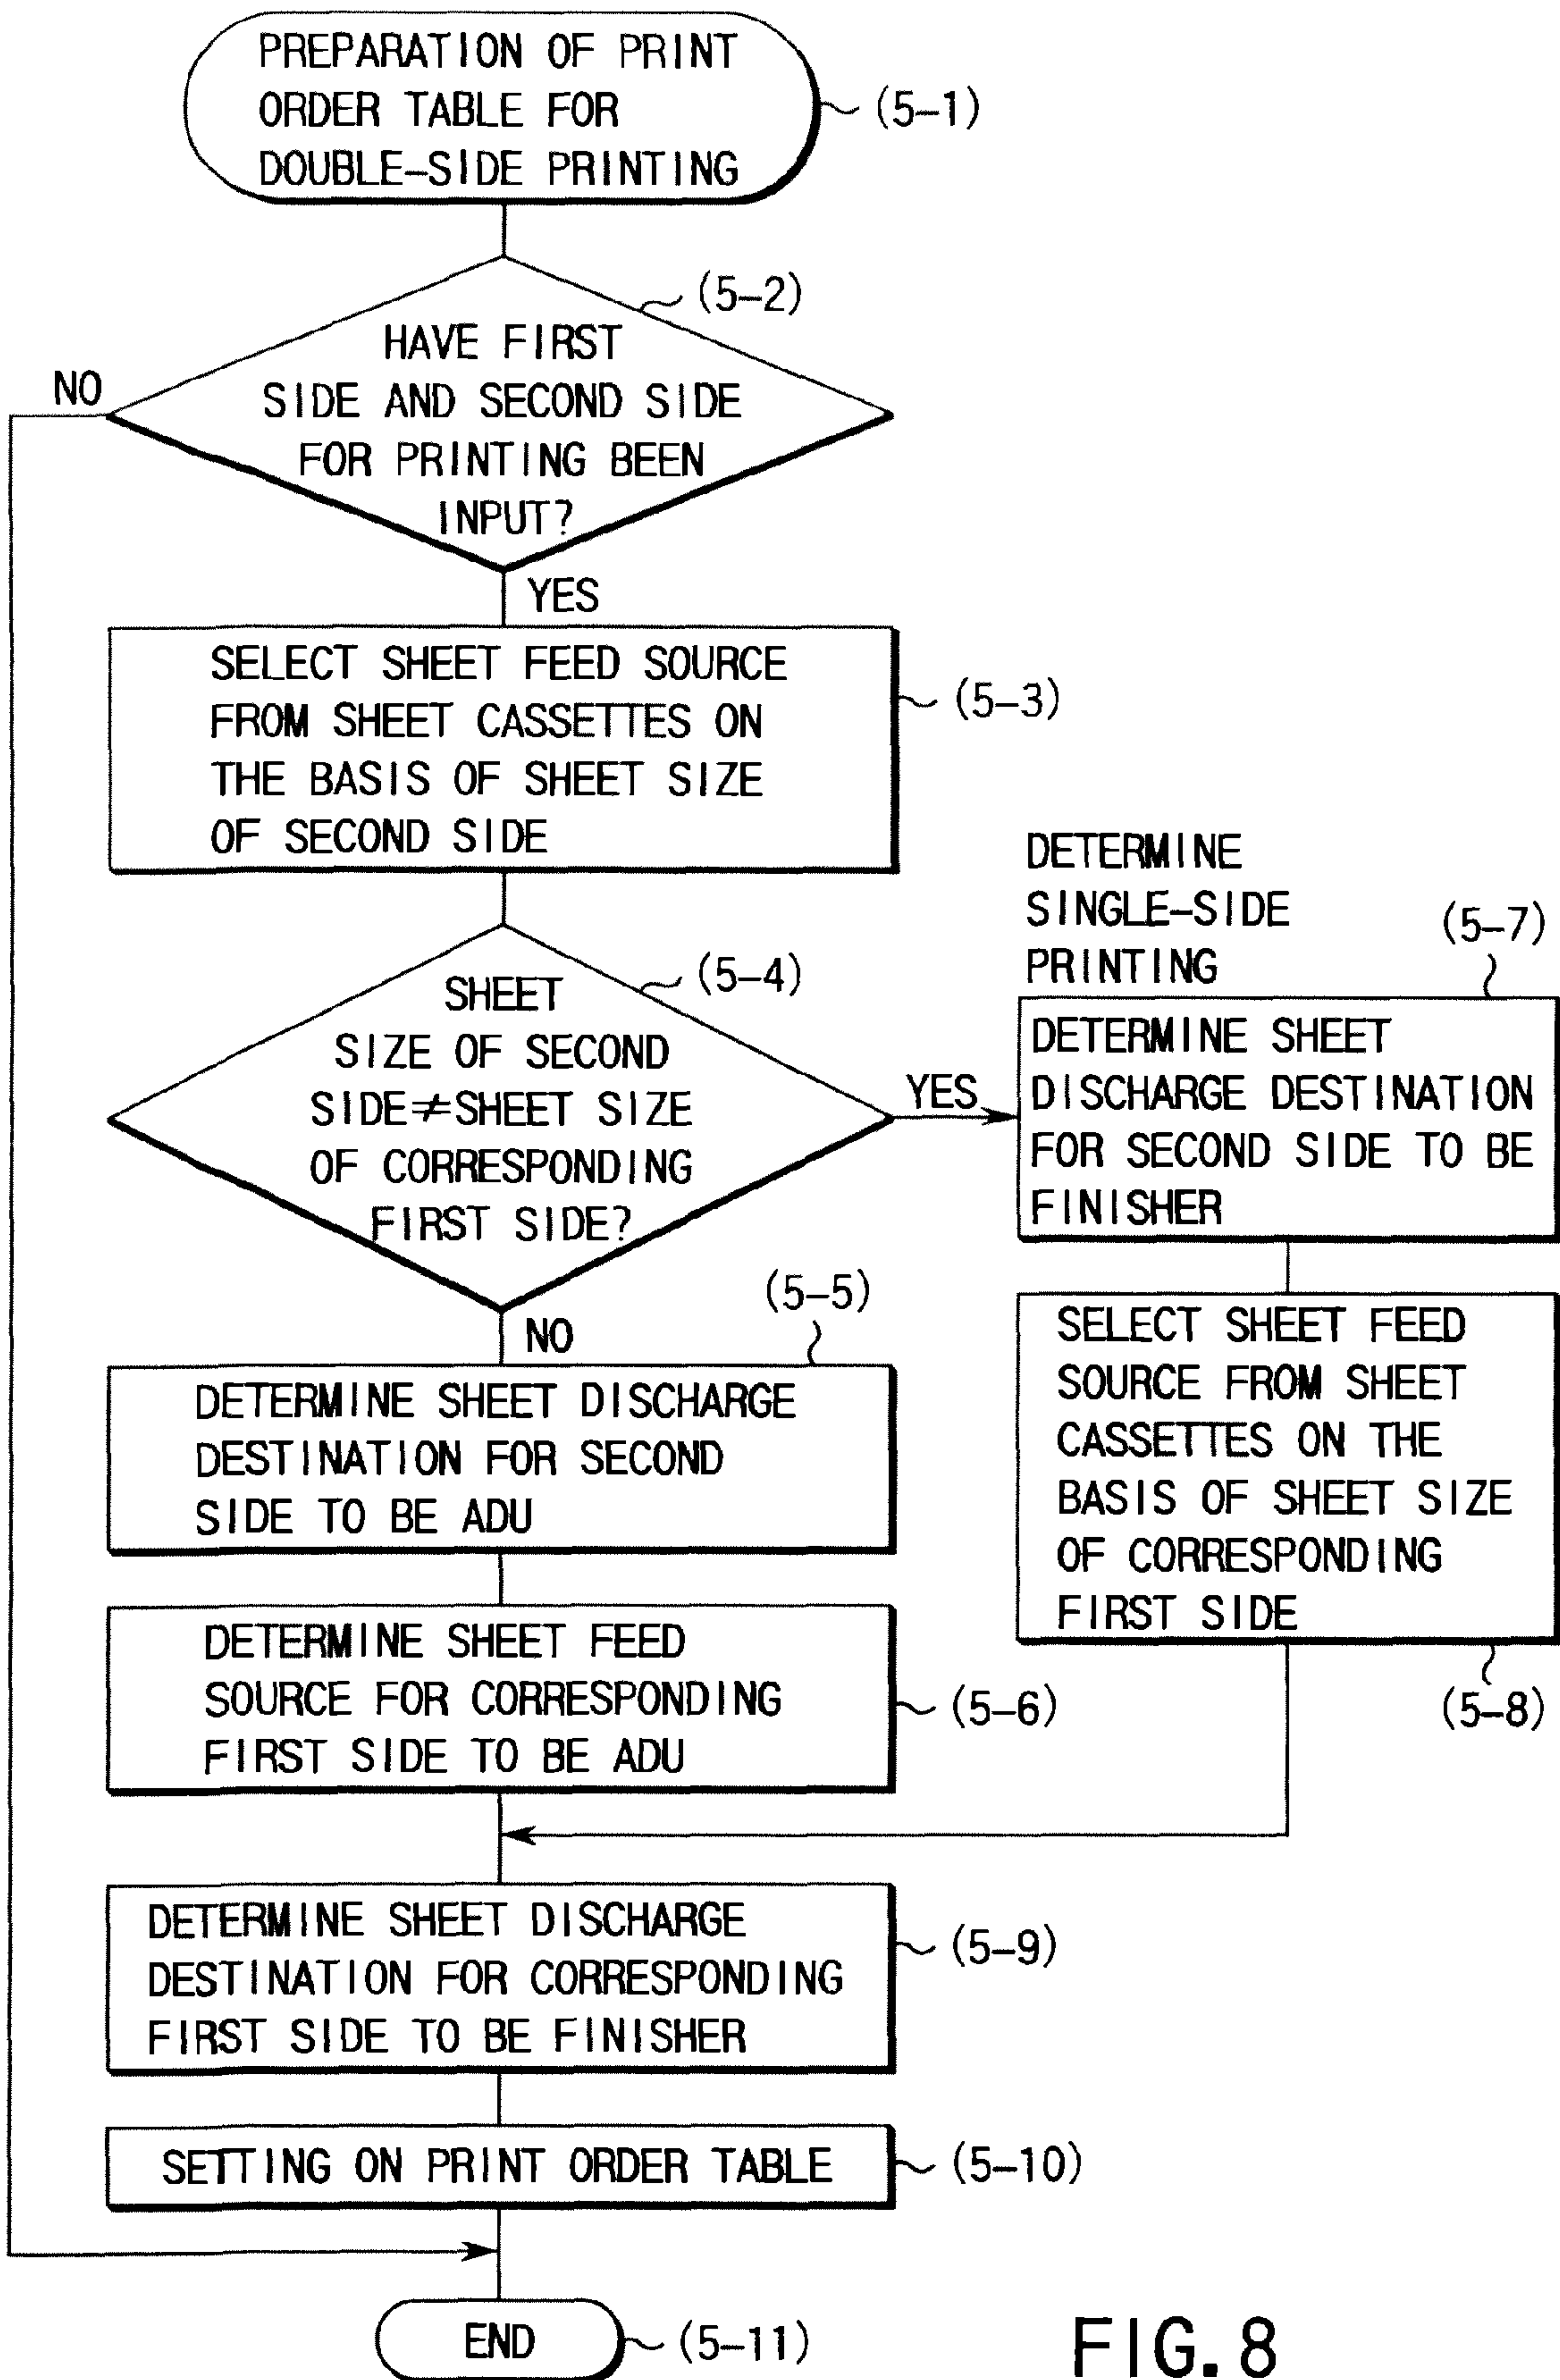 PREPARATION OF PRINT
ORDER TABLE FOR
DOUBLE-SIDE PRINTING
(5-1)
(5-2)
HAVE FIRST
SIDE AND SECOND SIDE
FOR PRINTING BEEN
INPUT?
NO
YES
SELECT SHEET FEED SOURCE
FROM SHEET CASSETTES ON
THE BASIS OF SHEET SIZE
OF SECOND SIDE
(5-3)
(5-4)
SHEET
SIZE OF SECOND
SIDE≠SHEET SIZE
OF CORRESPONDING
FIRST SIDE?
YES
NO
DETERMINE
SINGLE-SIDE
PRINTING
(5-7)
DETERMINE SHEET
DISCHARGE DESTINATION
FOR SECOND SIDE TO BE
FINISHER
SELECT SHEET FEED
SOURCE FROM SHEET
CASSETTES ON THE
BASIS OF SHEET SIZE
OF CORRESPONDING
FIRST SIDE
(5-8)
(5-5)
DETERMINE SHEET DISCHARGE
DESTINATION FOR SECOND
SIDE TO BE ADU
DETERMINE SHEET FEED
SOURCE FOR CORRESPONDING
FIRST SIDE TO BE ADU
(5-6)
DETERMINE SHEET DISCHARGE
DESTINATION FOR CORRESPONDING
FIRST SIDE TO BE FINISHER
(5-9)
SETTING ON PRINT ORDER TABLE
(5-10)
END
(5-11)
FIG. 8